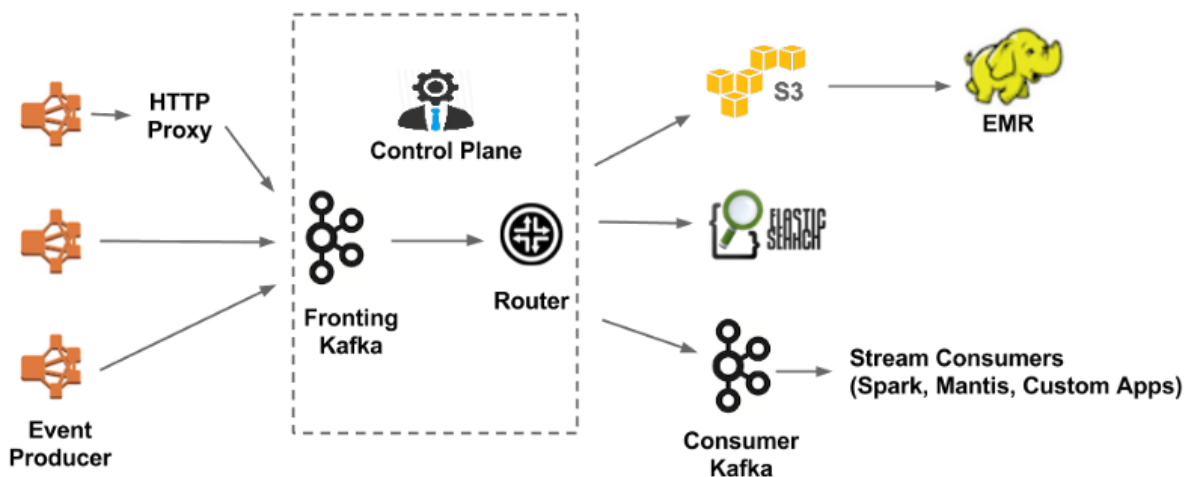 HTTP
Proxy
Control Plane
S3
EMR
ELASTIC
SEARCH
Router
Fronting
Kafka
Stream Consumers
(Spark, Mantis, Custom Apps)
Event
Producer
Consumer
Kafka